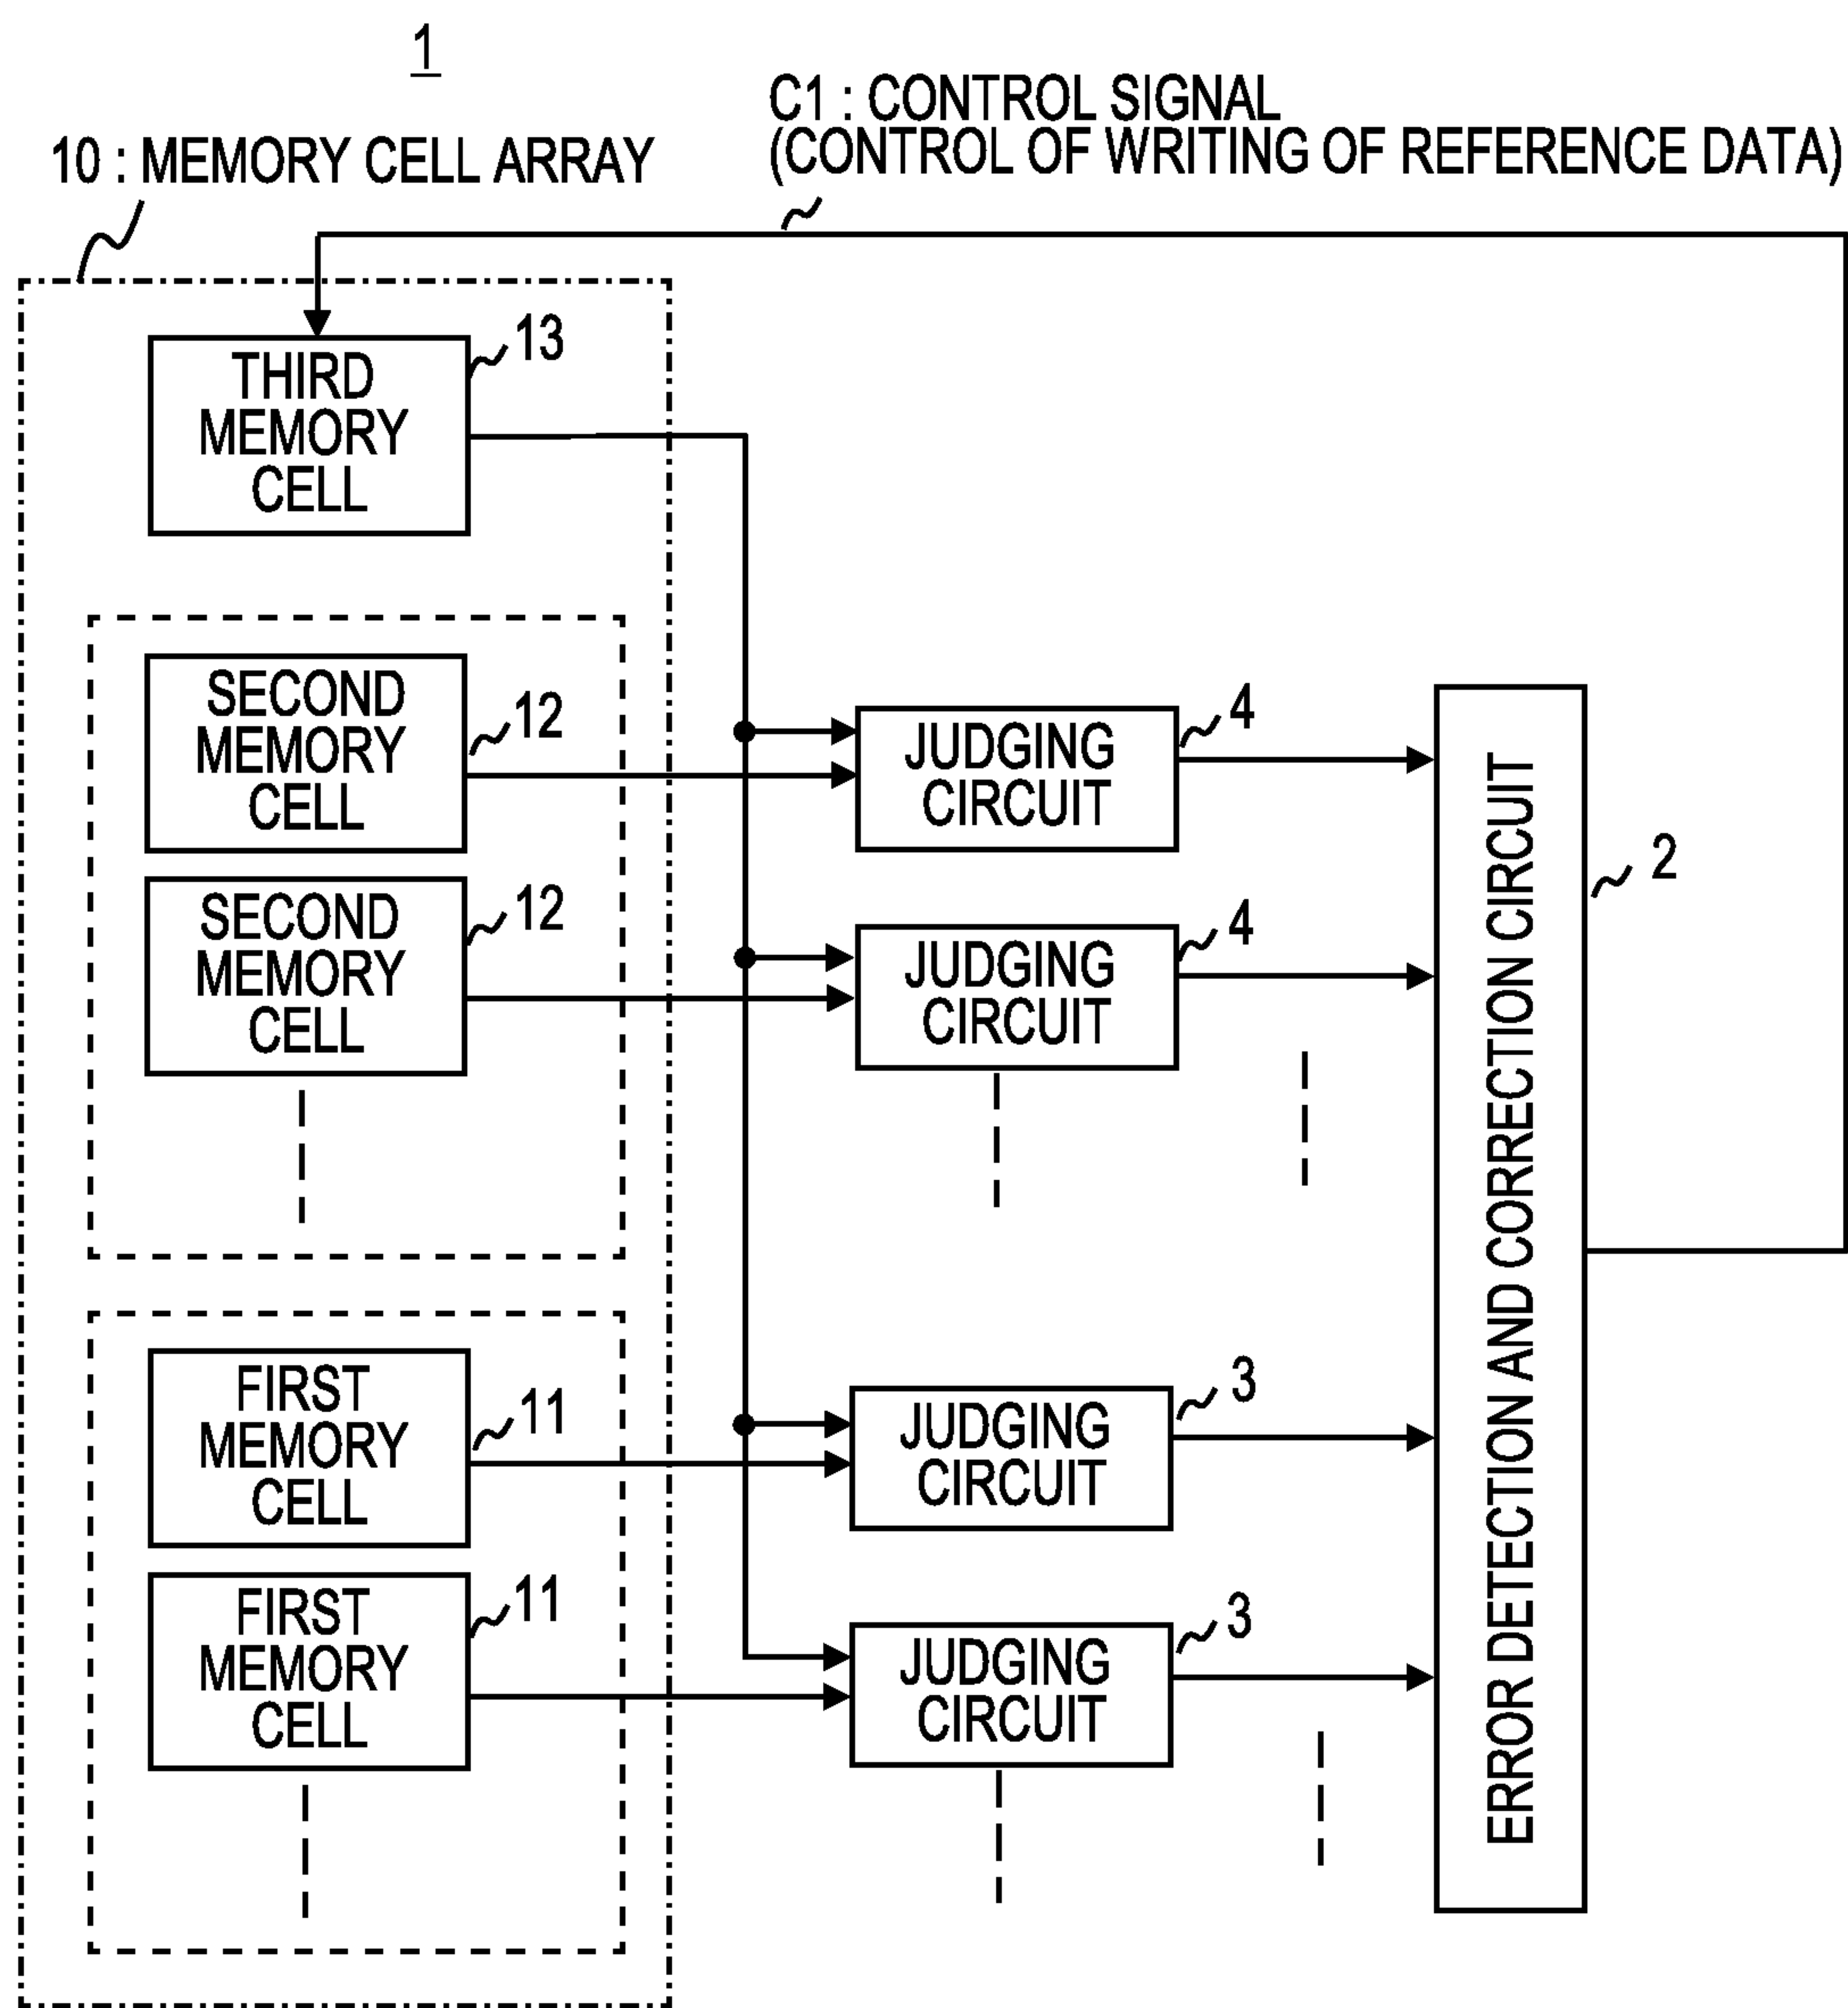 1
C1 : CONTROL SIGNAL
(CONTROL OF WRITING OF REFERENCE DATA)
10 : MEMORY CELL ARRAY
13
THIRD
MEMORY
CELL
SECOND
MEMORY
CELL
12
JUDGING
CIRCUIT
4
SECOND
MEMORY
CELL
12
JUDGING
CIRCUIT
4
ERROR DETECTION AND CORRECTION CIRCUIT
2
FIRST
MEMORY
CELL
11
JUDGING
CIRCUIT
3
FIRST
MEMORY
CELL
11
JUDGING
CIRCUIT
3